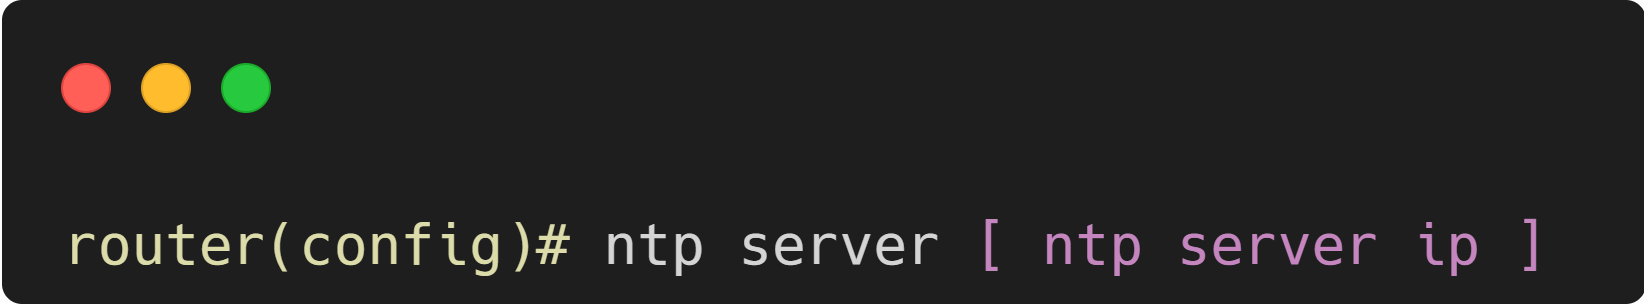 router(config)# ntp server [ ntp server ip ]